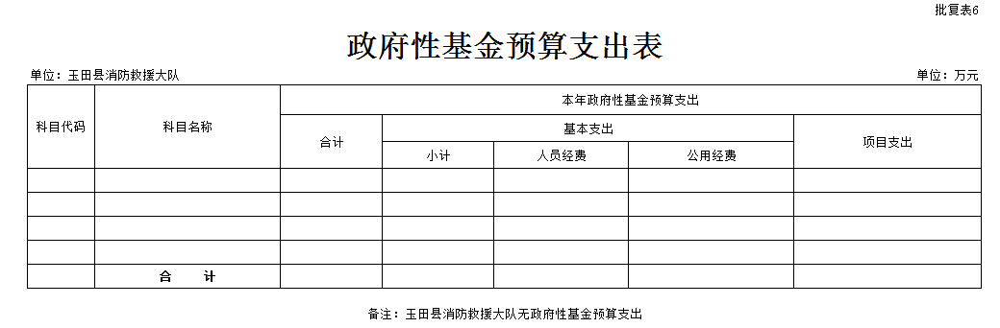 批复表6
政府性基金预算支出表
单位：玉田县消防救援大队 单位：万元
科目代码 科目名称 本年政府性基金预算支出
合计 基本支出 项目支出
小计 人员经费 公用经费
合 计
备注：玉田县消防救援大队无政府性基金预算支出